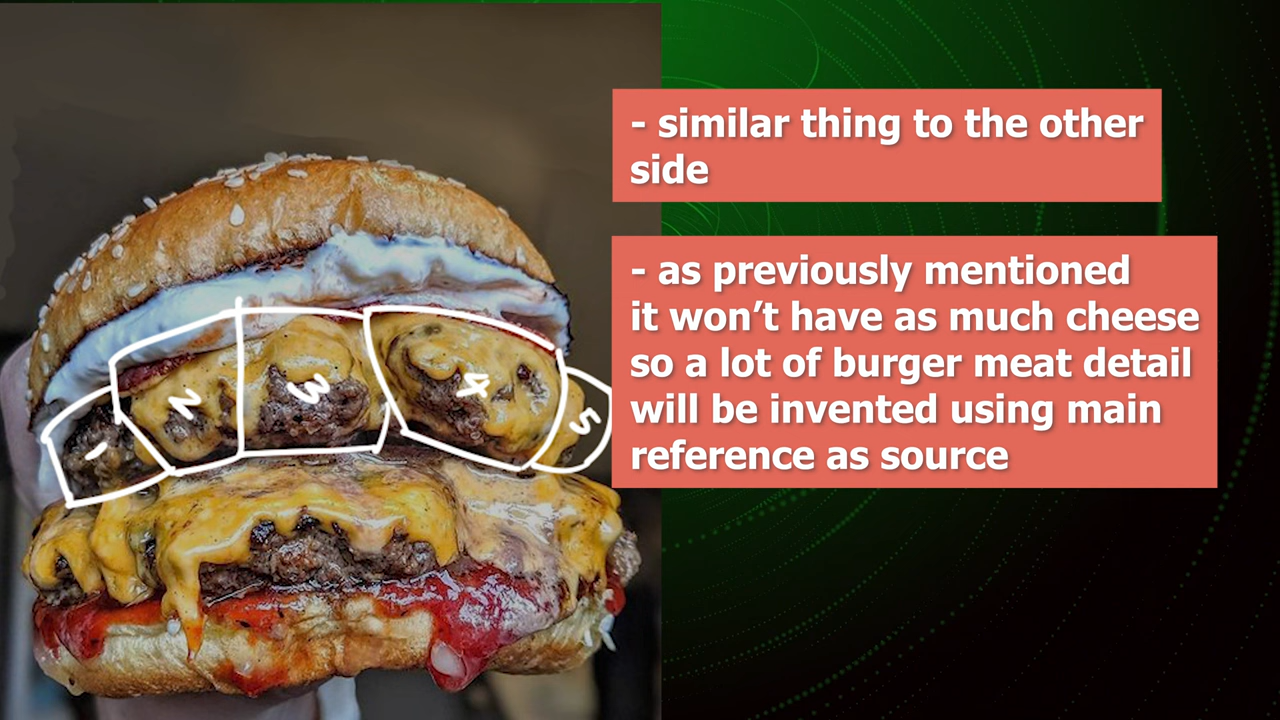 - similar thing to the other
side
- as previously mentioned
it won’t have as much cheese
so a lot of burger meat detail
will be invented using main
reference as source
1
2
3
4
5